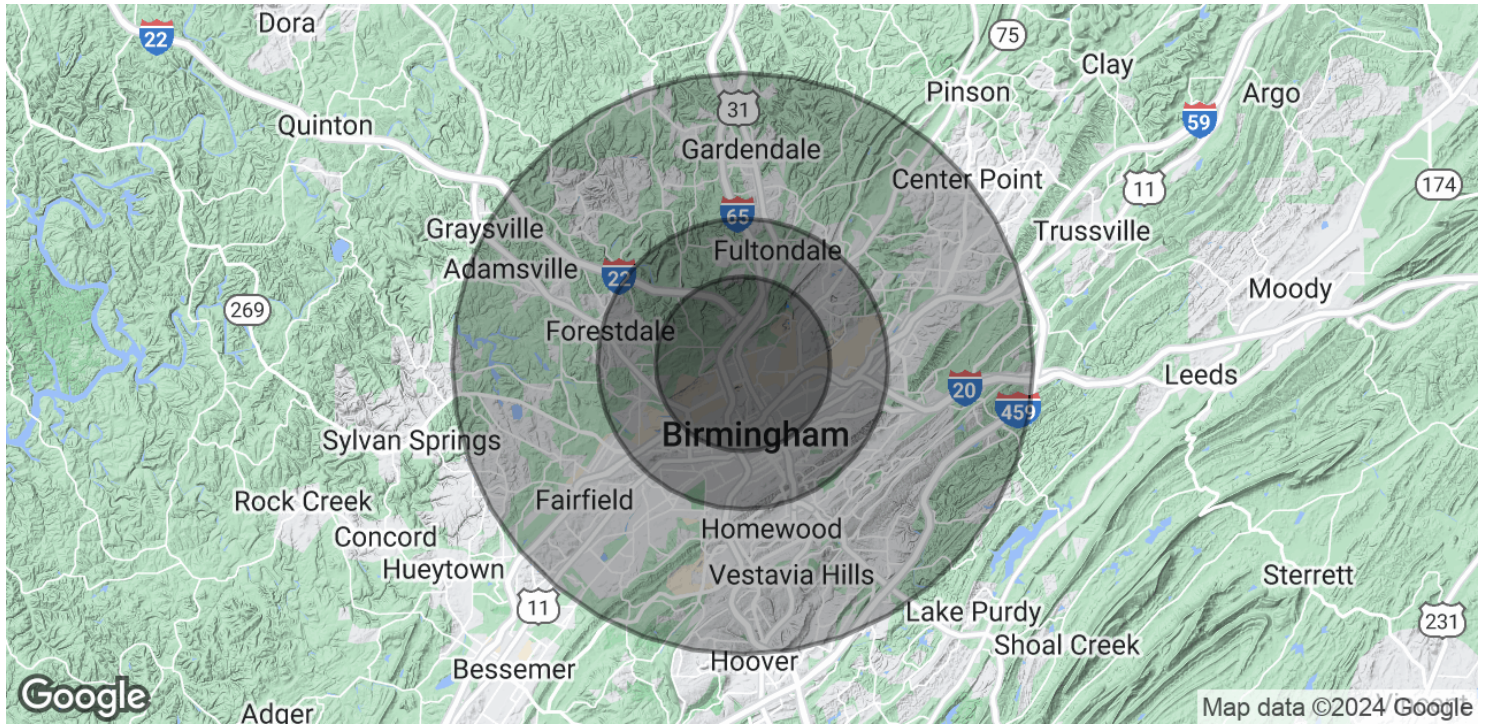 Dora
22
75
Clay
Pinson
Argo
31
59
Quinton
Gardendale
Center Point
11
174
65
Graysville
Trussville
Fultondale
Adamsville
22
Moody
269
Forestdale
Leeds
20
459
Birmingham
Sylvan Springs
Rock Creek
Fairfield
Homewood
Concord
Hueytown
Vestavia Hills
Sterrett
11
Lake Purdy
231
Shoal Creek
Hoover
Bessemer
Google
Adger
Map data ©2024 Google